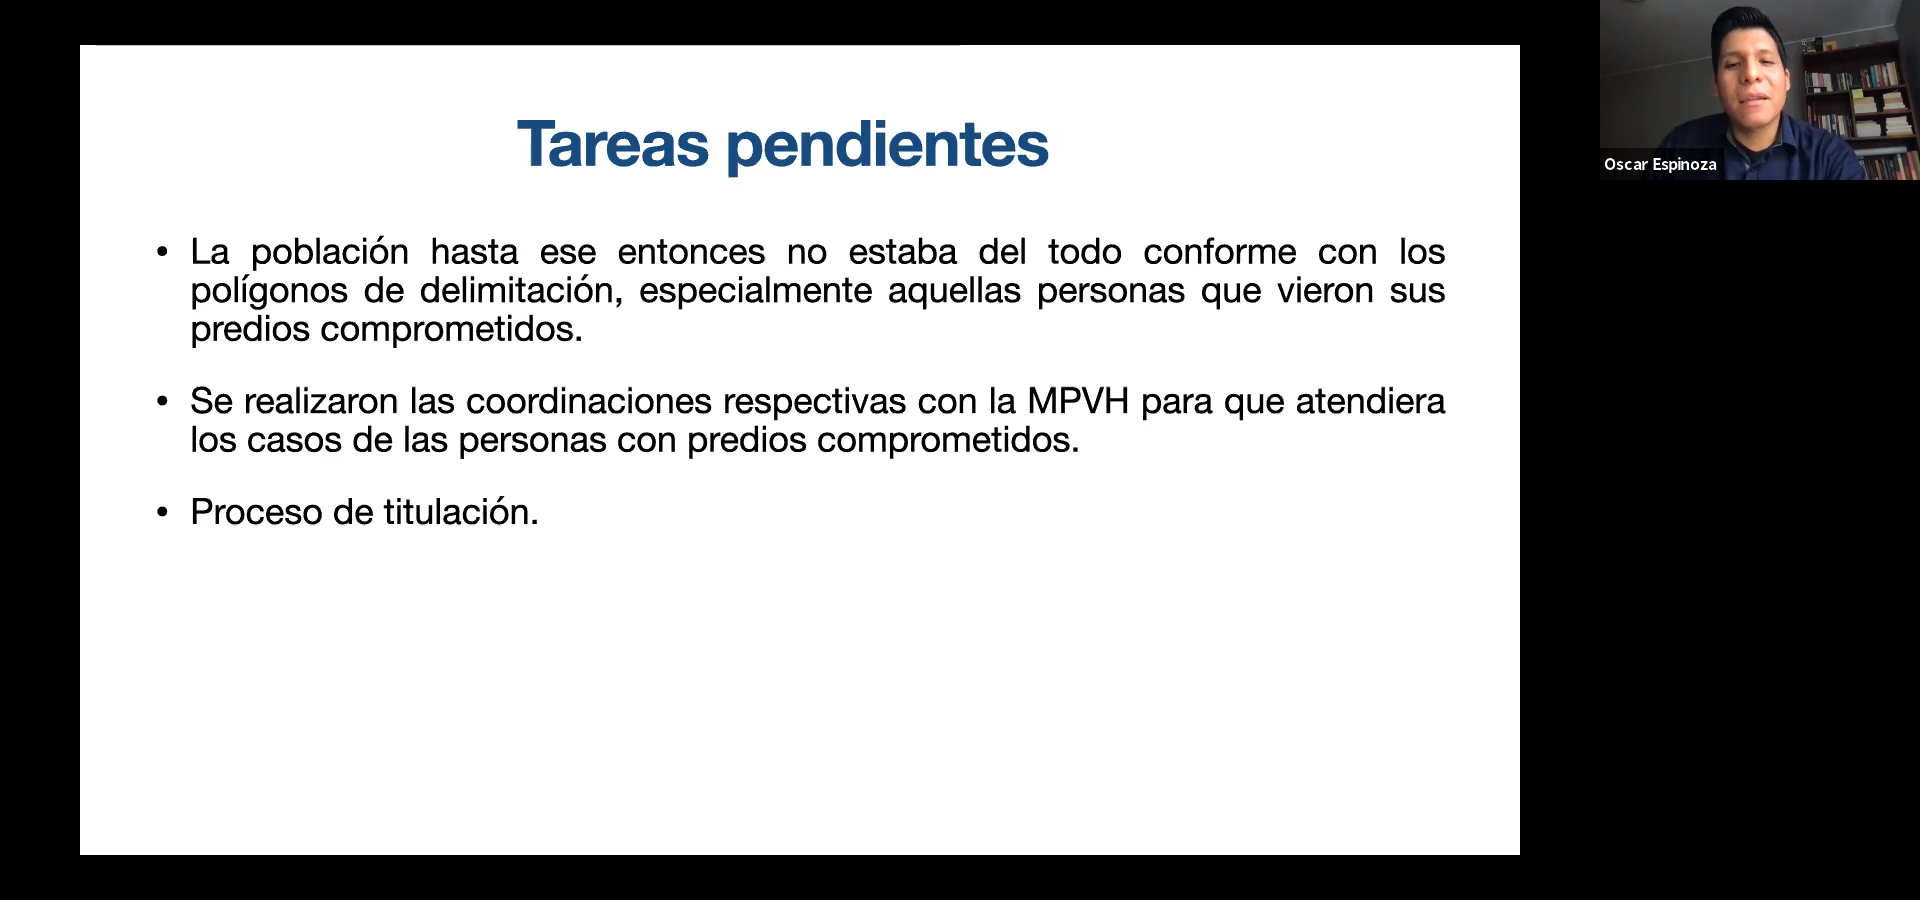 Tareas pendientes
• La población hasta ese entonces no estaba del todo conforme con los
polígonos de delimitación, especialmente aquellas personas que vieron sus
predios comprometidos.
• Se realizaron las coordinaciones respectivas con la MPVH para que atendiera
los casos de las personas con predios comprometidos.
• Proceso de titulación.
Oscar Espinoza